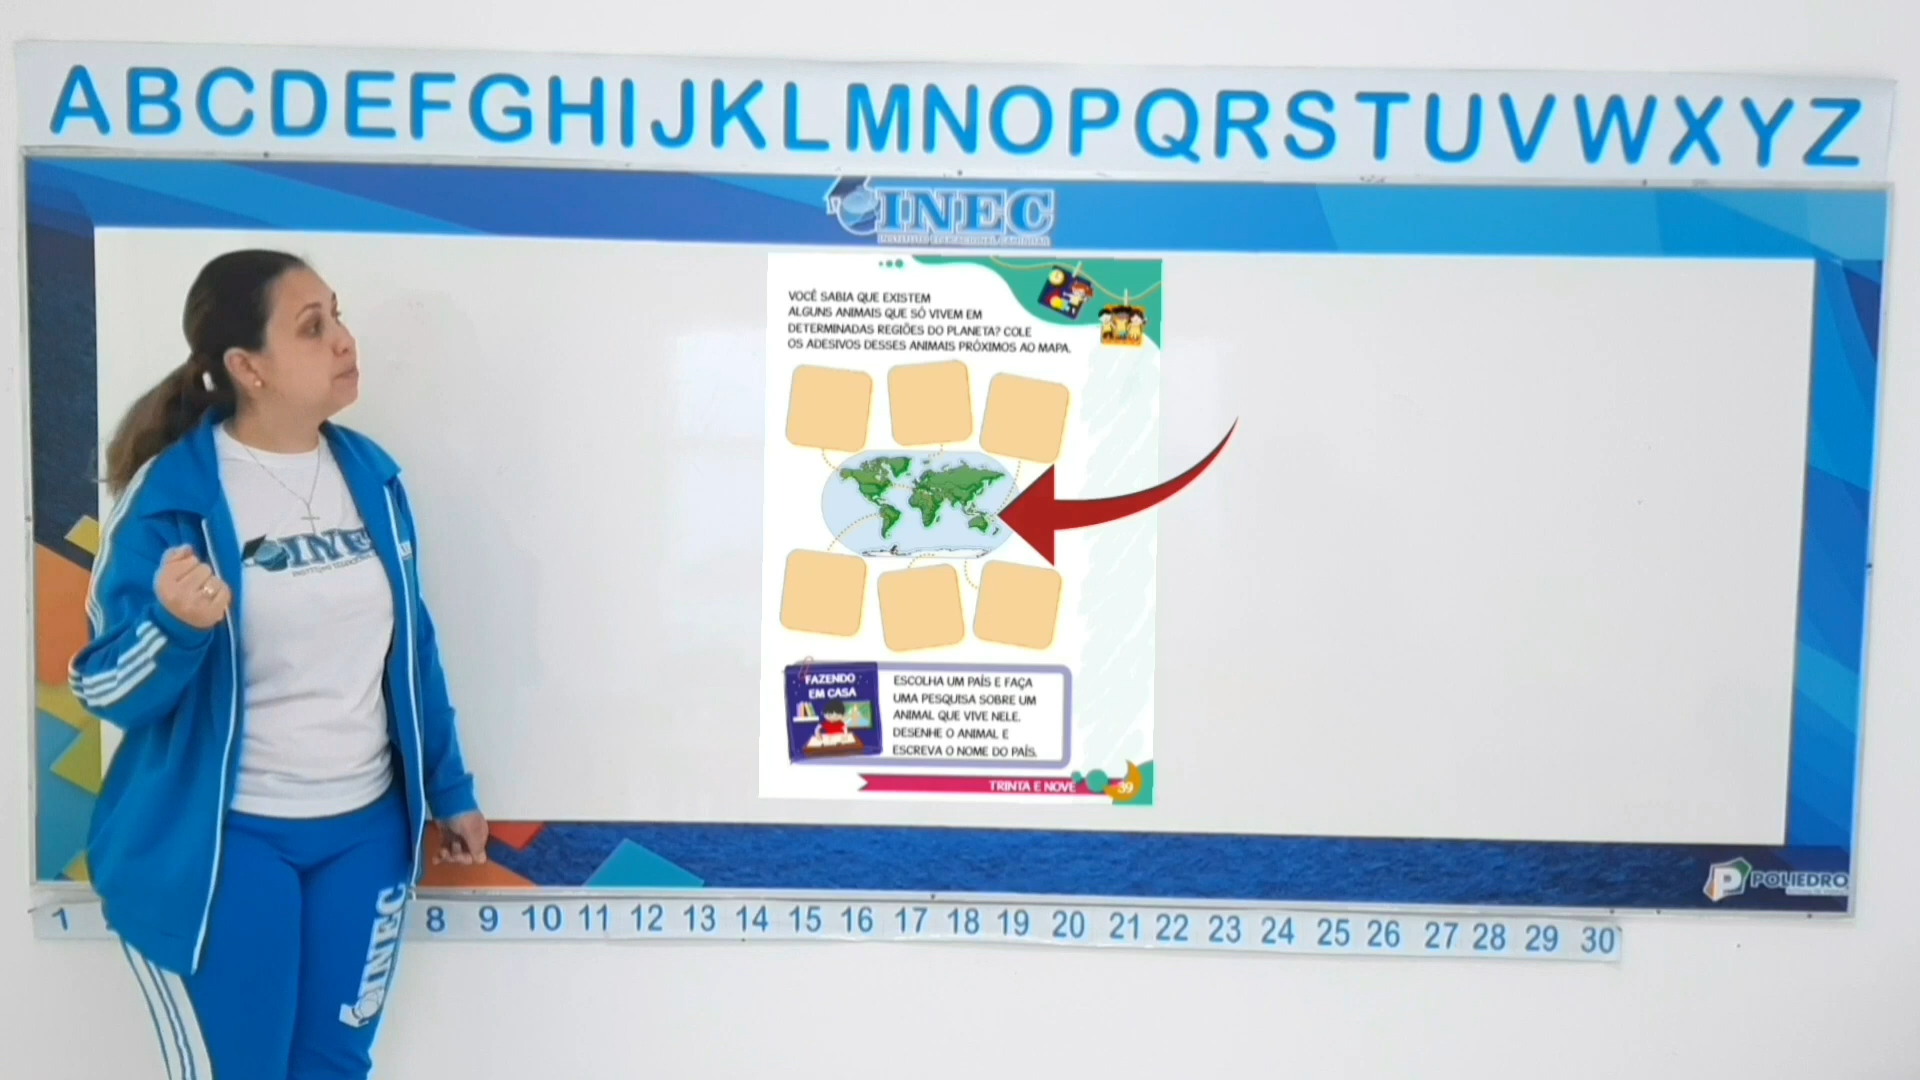 ABCDEFGHIJKLMNOPQRSTUVWXYZ
INEC
VOCÊ SABIA QUE EXISTEM
ALGUNS ANIMAIS QUE SÓ VIVEM EM
DETERMINADAS REGIÕES DO PLANETA? COLE
OS ADESIVOS DESSES ANIMAIS PRÓXIMOS AO MAPA.
INEC
FAZENDO
EM CASA
ESCOLHA UM PAÍS E FAÇA
UMA PESQUISA SOBRE UM
ANIMAL QUE VIVE NELE.
DESENHE O ANIMAL E
ESCREVA O NOME DO PAÍS.
TRINTA E NOVE
39
POLIEDRO
INEC
1 8 9 10 11 12 13 14 15 16 17 18 19 20 21 22 23 24 25 26 27 28 29 30